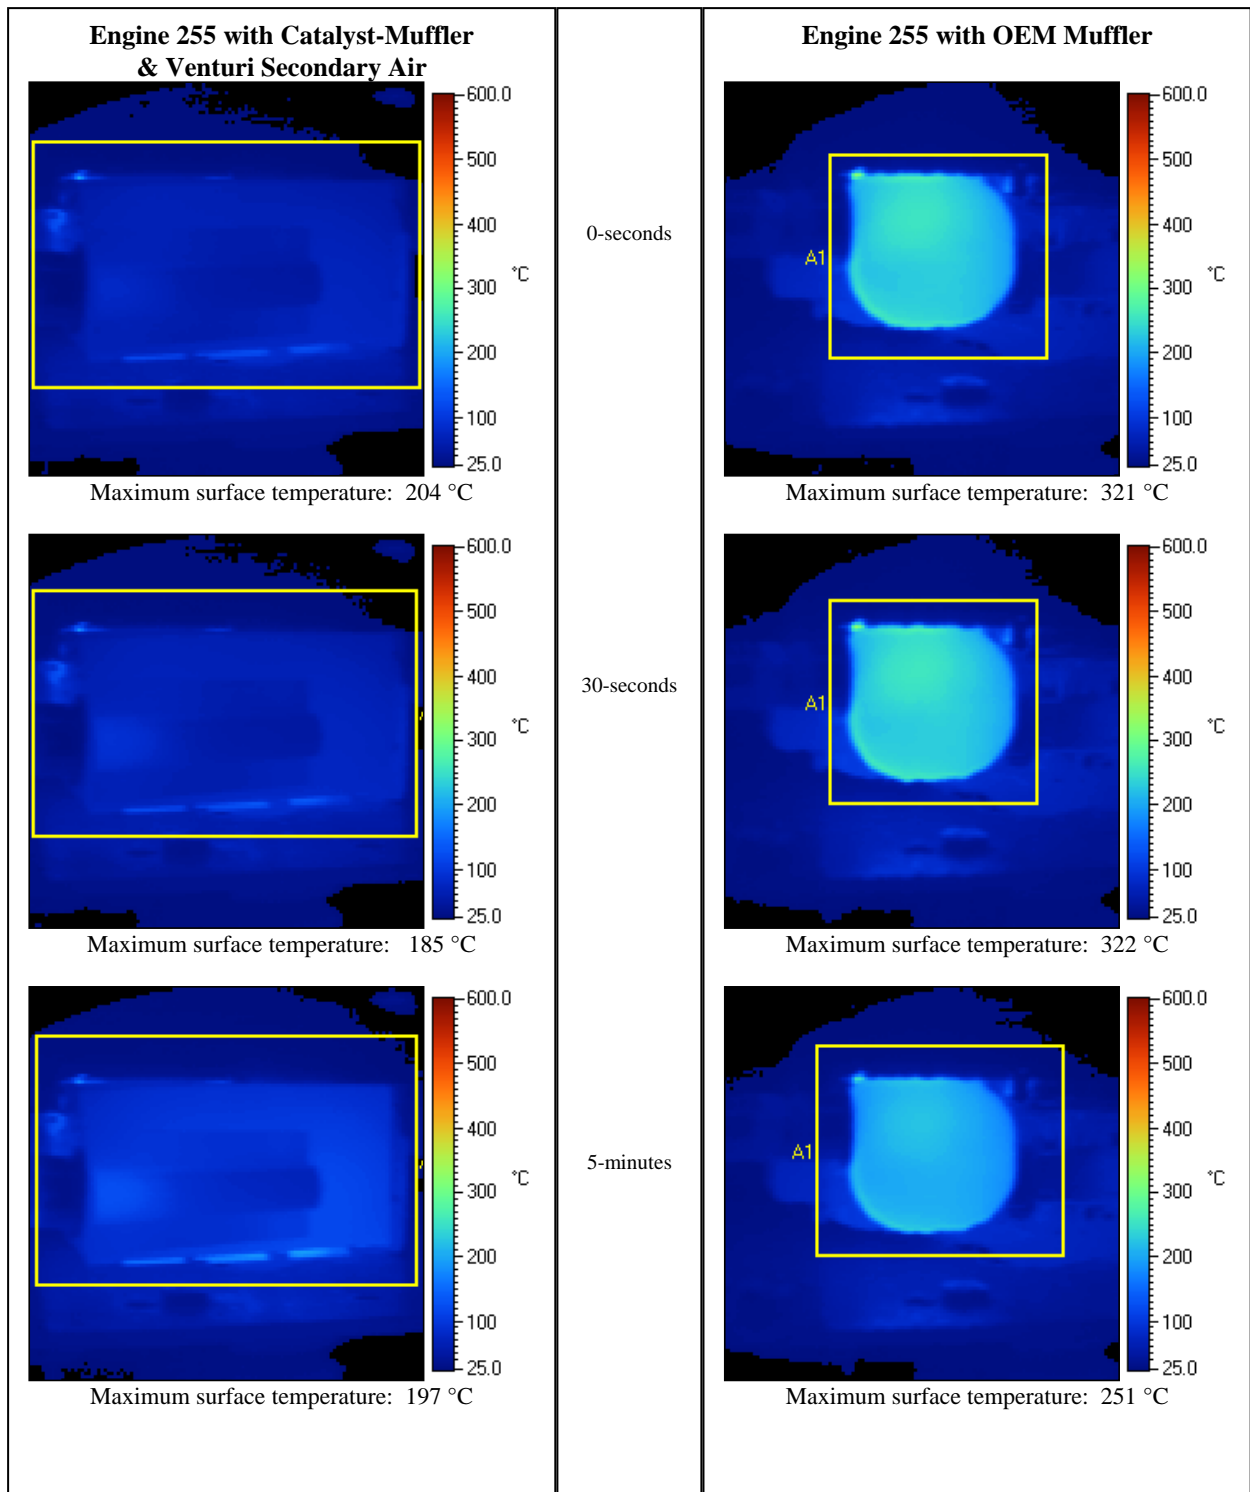 Engine 255 with Catalyst-Muffler
& Venturi Secondary Air
600.0
500
400
°C
300
200
100
25.0
Maximum surface temperature: 204 °C
0-seconds
Engine 255 with OEM Muffler
A1
600.0
500
400
°C
300
200
100
25.0
Maximum surface temperature: 321 °C
600.0
500
400
°C
300
200
100
25.0
Maximum surface temperature: 185 °C
30-seconds
A1
600.0
500
400
°C
300
200
100
25.0
Maximum surface temperature: 322 °C
600.0
500
400
°C
300
200
100
25.0
Maximum surface temperature: 197 °C
5-minutes
A1
600.0
500
400
°C
300
200
100
25.0
Maximum surface temperature: 251 °C